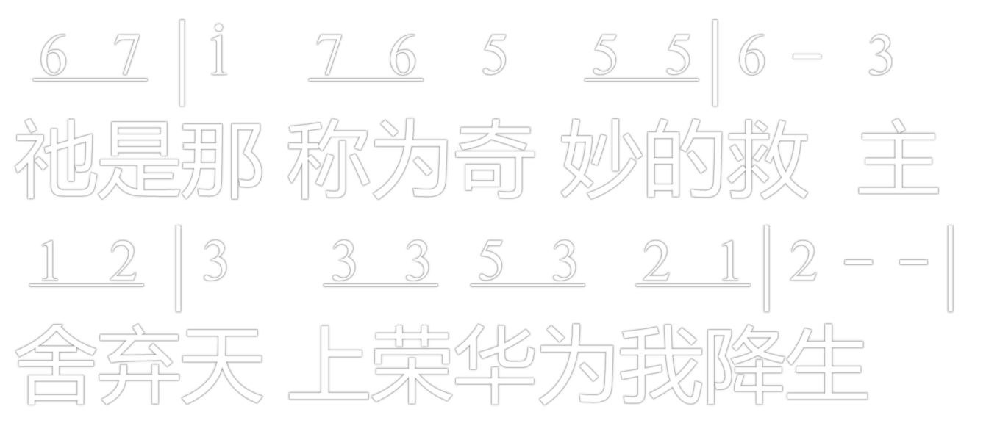 6 7 | i 7 6 5 5 5 | 6 - 3
祂是那 称为奇 妙的救 主
1 2 | 3 3 3 5 3 2 1 | 2 - - |
舍弃天 上荣华为我降生